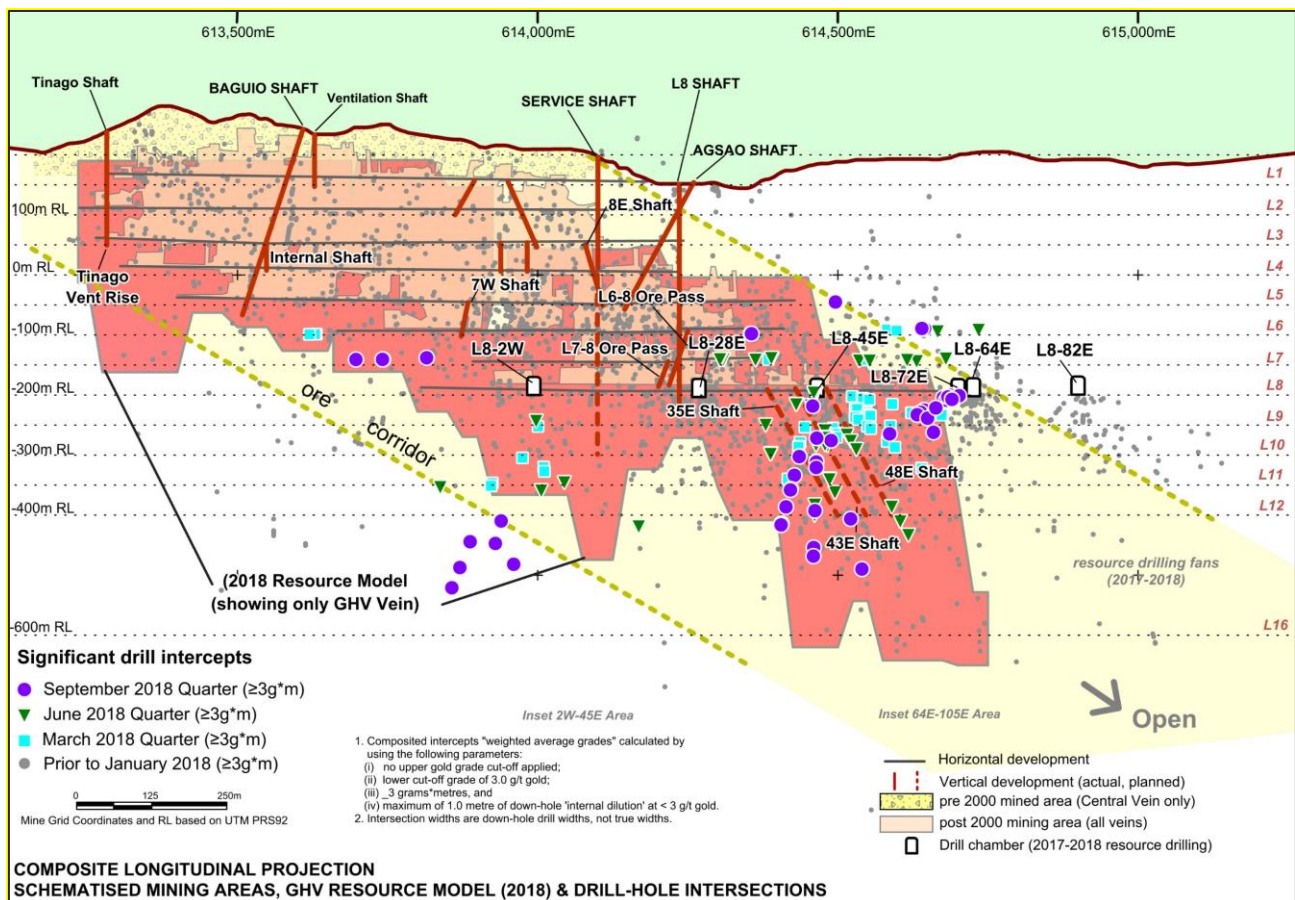 613,500mE
614,000mE
614,500mE
615,000mE
Tinago Shaft
BAGUIO SHAFT
Ventilation Shaft
SERVICE SHAFT
L8 SHAFT
AGSAO SHAFT
L1
100m RL
8E Shaft
L2
L3
0m RL
Internal Shaft
L4
Tinago
Vent Rise
7W Shaft
L6-8 Ore Pass
L5
-100m RL
L6
L8-2W
L7-8 Ore Pass
L8-28E
L8-45E
L8-64E
L8-82E
L7
L8-72E
-200m RL
L8
ore
corridor
35E Shaft
L9
-300m RL
L10
48E Shaft
L11
-400m RL
L12
43E Shaft
resource drilling fans
(2017-2018)
(2018 Resource Model
(showing only GHV Vein)
-600m RL
L16
Significant drill intercepts
September 2018 Quarter (≥3g*m)
June 2018 Quarter (≥3g*m)
March 2018 Quarter (≥3g*m)
Prior to January 2018 (≥3g*m)
0 125 250m
Mine Grid Coordinates and RL based on UTM PRS92
Inset 2W-45E Area
Inset 64E-105E Area
Open
1. Composited intercepts "weighted average grades" calculated by
using the following parameters:
(i) no upper gold grade cut-off applied;
(ii) lower cut-off grade of 3.0 g/t gold;
(iii) _3 grams*metres, and
(iv) maximum of 1.0 metre of down-hole 'internal dilution' at < 3 g/t gold.
2. Intersection widths are down-hole drill widths, not true widths.
Horizontal development
Vertical development (actual, planned)
pre 2000 mined area (Central Vein only)
post 2000 mining area (all veins)
Drill chamber (2017-2018 resource drilling)
COMPOSITE LONGITUDINAL PROJECTION
SCHEMATISED MINING AREAS, GHV RESOURCE MODEL (2018) & DRILL-HOLE INTERSECTIONS